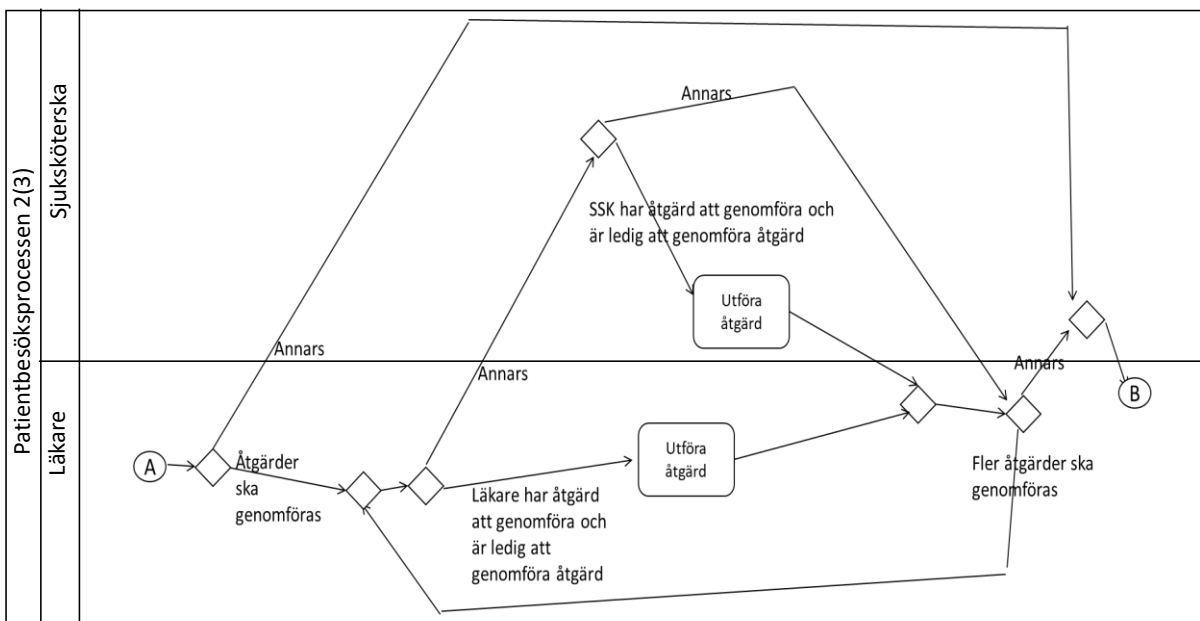 Patientbesöksprocessen 2(3)
Sjuksköterska
Läkare
Annars
SSK har åtgärd att genomföra och
är ledig att genomföra åtgärd
Utföra
åtgärd
Annars
Annars
Annars
B
A
Åtgärder
ska
genomföras
Utföra
åtgärd
Läkare har åtgärd
att genomföra och
är ledig att
genomföra åtgärd
Fler åtgärder ska
genomföras